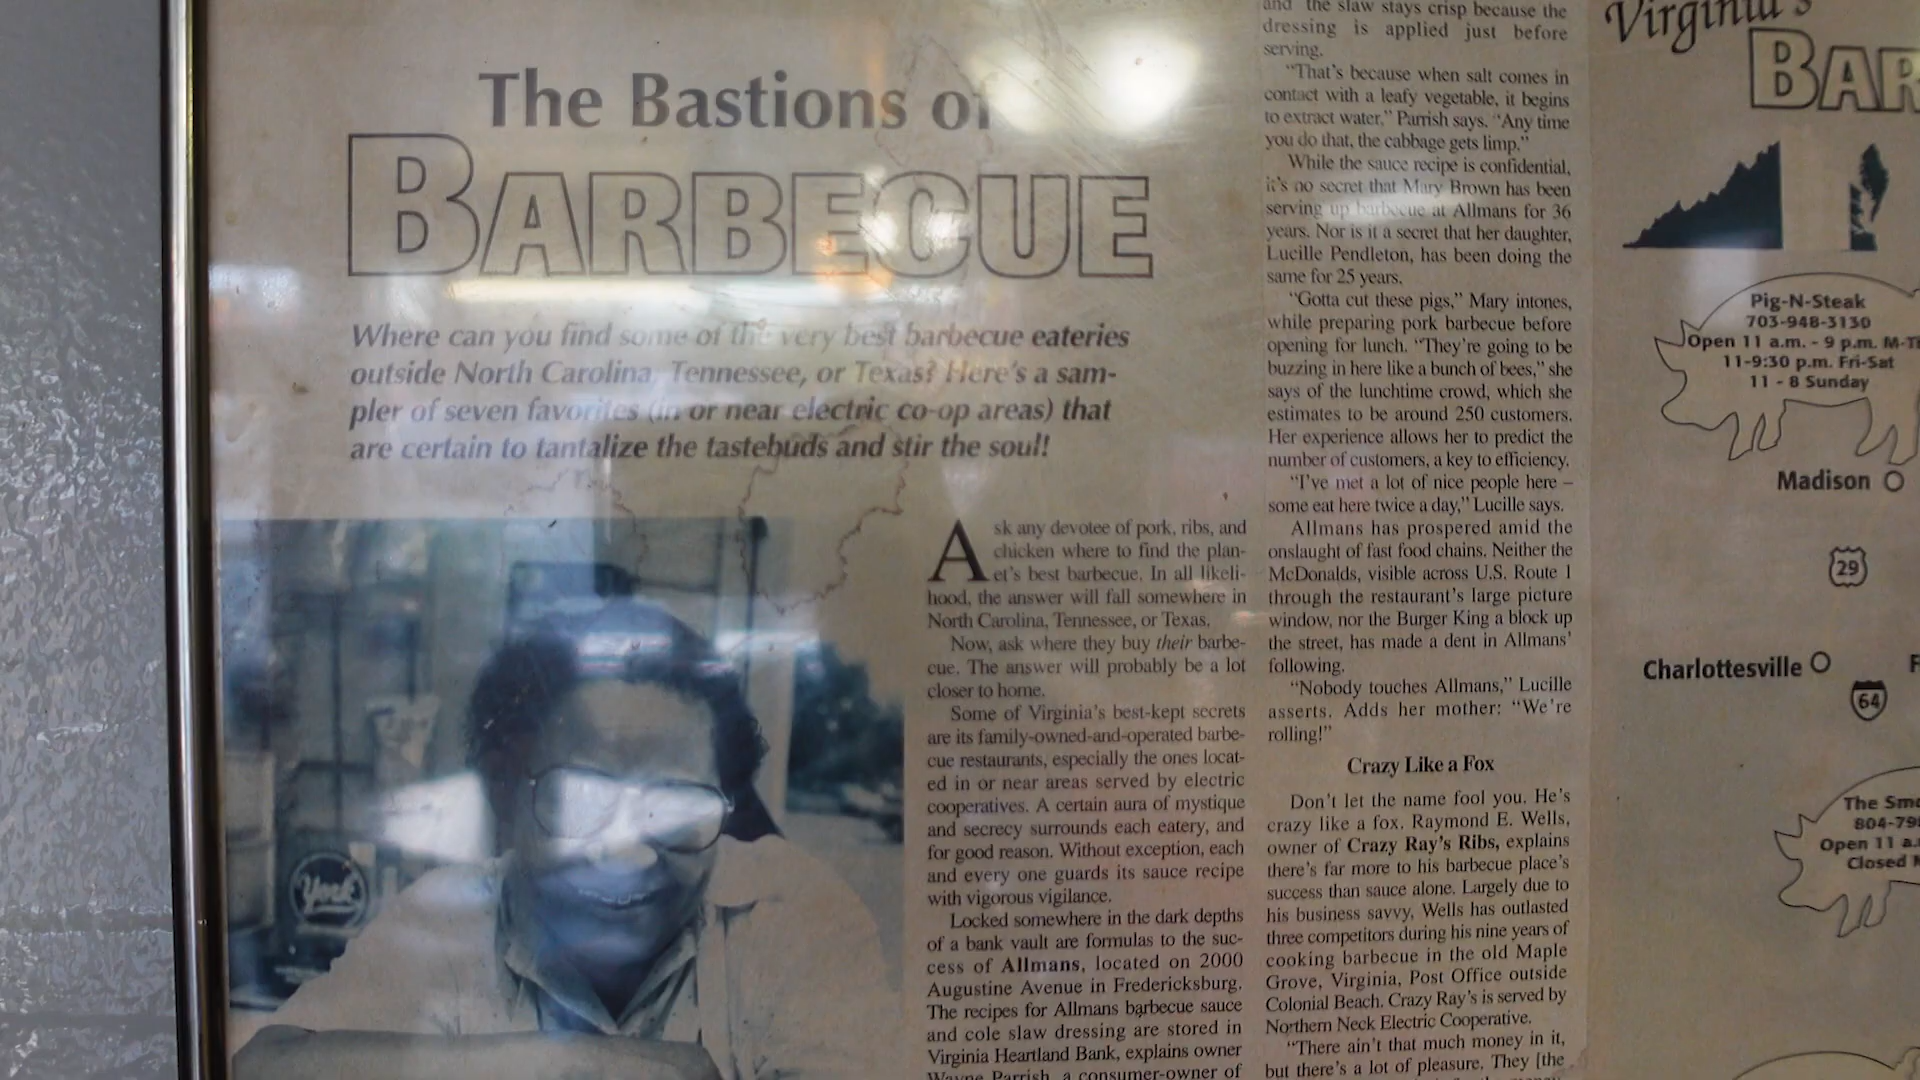 The Bastions of
BARBECUE
Where can you find some of the very best barbecue eateries
outside North Carolina, Tennessee, or Texas? Here's a sam-
pler of seven favorites (in or near electric co-op areas) that
are certain to tantalize the tastebuds and stir the soul!
York
Ask any devotee of pork, ribs, and
chicken where to find the plan-
et's best barbecue. In all likeli-
hood, the answer will fall somewhere in
North Carolina, Tennessee, or Texas.
Now, ask where they buy their barbe-
cue. The answer will probably be a lot
closer to home.
Some of Virginia's best-kept secrets
are its family-owned-and-operated barbe-
cue restaurants, especially the ones locat-
ed in or near areas served by electric
cooperatives. A certain aura of mystique
and secrecy surrounds each eatery, and
for good reason. Without exception, each
and every one guards its sauce recipe
with vigorous vigilance.
Locked somewhere in the dark depths
of a bank vault are formulas to the suc-
cess of Allmans, located on 2000
Augustine Avenue in Fredericksburg.
The recipes for Allmans barbecue sauce
and cole slaw dressing are stored in
Virginia Heartland Bank, explains owner
Wayne Parrish, a consumer-owner of
and the slaw stays crisp because the
dressing is applied just before
serving.
"That's because when salt comes in
contact with a leafy vegetable, it begins
to extract water," Parrish says. "Any time
you do that, the cabbage gets limp."
While the sauce recipe is confidential,
it's no secret that Mary Brown has been
serving up barbecue at Allmans for 36
years. Nor is it a secret that her daughter,
Lucille Pendleton, has been doing the
same for 25 years.
"Gotta cut these pigs," Mary intones,
while preparing pork barbecue before
opening for lunch. "They're going to be
buzzing in here like a bunch of bees," she
says of the lunchtime crowd, which she
estimates to be around 250 customers.
Her experience allows her to predict the
number of customers, a key to efficiency.
"I've met a lot of nice people here –
some eat here twice a day," Lucille says.
Allmans has prospered amid the
onslaught of fast food chains. Neither the
McDonalds, visible across U.S. Route 1
through the restaurant's large picture
window, nor the Burger King a block up
the street, has made a dent in Allmans'
following.
"Nobody touches Allmans," Lucille
asserts. Adds her mother: "We're
rolling!"
Crazy Like a Fox
Don't let the name fool you. He's
crazy like a fox. Raymond E. Wells,
owner of Crazy Ray's Ribs, explains
there's far more to his barbecue place's
success than sauce alone. Largely due to
his business savvy, Wells has outlasted
three competitors during his nine years of
cooking barbecue in the old Maple
Grove, Virginia, Post Office outside
Colonial Beach. Crazy Ray's is served by
Northern Neck Electric Cooperative.
"There ain't that much money in it,
but there's a lot of pleasure. They [the
Virginia's
BAR
Pig-N-Steak
703-948-3130
Open 11 a.m. - 9 p.m. M-T
11-9:30 p.m. Fri-Sat
11 - 8 Sunday
Madison
29
Charlottesville
64
The Smo
804-79
Open 11 a.
Closed M